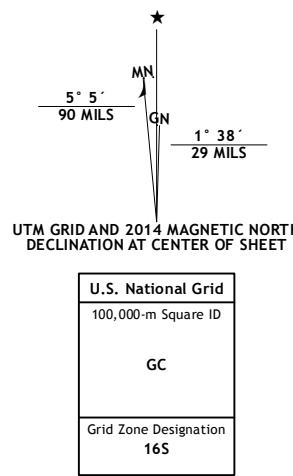 MN
5° 5´
90 MILS
GN
1° 38´
29 MILS
UTM GRID AND 2014 MAGNETIC NORTH
DECLINATION AT CENTER OF SHEET
U.S. National Grid
100,000-m Square ID
GC
Grid Zone Designation
16S